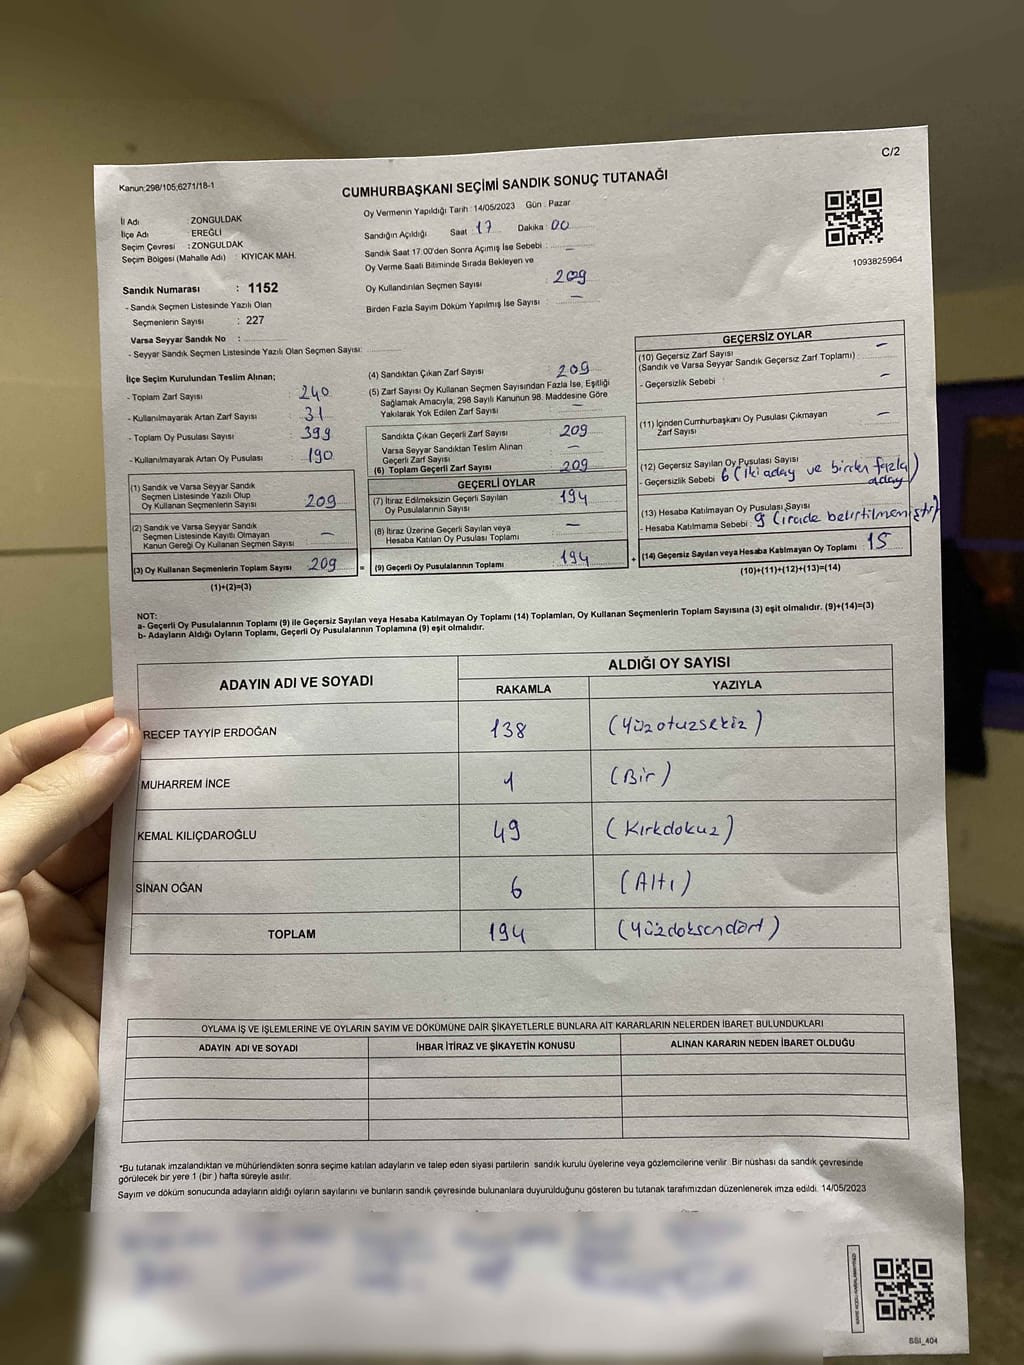 C/2
Kanun:298/105,6271/18-1
CUMHURBAŞKANI SEÇİMİ SANDIK SONUÇ TUTANAĞI
İl Adı : ZONGULDAK
İlçe Adı : EREĞLİ
Seçim Çevresi : ZONGULDAK
Seçim Bölgesi (Mahalle Adı) : KIYICAK MAH.
Sandık Numarası : 1152
- Sandık Seçmen Listesinde Yazılı Olan
Seçmenlerin Sayısı : 227
Varsa Seyyar Sandık No :
- Seyyar Sandık Seçmen Listesinde Yazılı Olan Seçmen Sayısı:
Oy Vermenin Yapıldığı Tarih : 14/05/2023 Gün : Pazar
Sandığın Açıldığı Saat : 17 Dakika : 00
Sandık Saat 17:00'den Sonra Açılmış İse Sebebi : –
Oy Verme Saati Bitiminde Sırada Bekleyen ve
Oy Kullandırılan Seçmen Sayısı : 209
Birden Fazla Sayım Döküm Yapılmış İse Sayısı : –
1093825964
İlçe Seçim Kurulundan Teslim Alınan;
- Toplam Zarf Sayısı : 240
- Kullanılmayarak Artan Zarf Sayısı : 31
- Toplam Oy Pusulası Sayısı : 399
- Kullanılmayarak Artan Oy Pusulası : 190
(1) Sandık ve Varsa Seyyar Sandık
Seçmen Listesinde Yazılı Olup
Oy Kullanan Seçmenlerin Sayısı : 209
(2) Sandık ve Varsa Seyyar Sandık
Seçmen Listesinde Kayıtlı Olmayan
Kanun Gereği Oy Kullanan Seçmen Sayısı : –
(3) Oy Kullanan Seçmenlerin Toplam Sayısı : 209
(1)+(2)=(3)
(4) Sandıktan Çıkan Zarf Sayısı : 209
(5) Zarf Sayısı Oy Kullanan Seçmen Sayısından Fazla İse, Eşitliği
Sağlamak Amacıyla, 298 Sayılı Kanunun 98. Maddesine Göre
Yakılarak Yok Edilen Zarf Sayısı : –
Sandıkta Çıkan Geçerli Zarf Sayısı : 209
Varsa Seyyar Sandıktan Teslim Alınan
Geçerli Zarf Sayısı : –
(6) Toplam Geçerli Zarf Sayısı : 209
GEÇERLİ OYLAR
(7) İtiraz Edilmeksizin Geçerli Sayılan
Oy Pusulalarının Sayısı : 194
(8) İtiraz Üzerine Geçerli Sayılan veya
Hesaba Katılan Oy Pusulası Toplamı : –
= (9) Geçerli Oy Pusulalarının Toplamı : 194
GEÇERSİZ OYLAR
(10) Geçersiz Zarf Sayısı : –
(Sandık ve Varsa Seyyar Sandık Geçersiz Zarf Toplamı)
- Geçersizlik Sebebi : –
(11) İçinden Cumhurbaşkanı Oy Pusulası Çıkmayan
Zarf Sayısı : –
(12) Geçersiz Sayılan Oy Pusulası Sayısı
- Geçersizlik Sebebi 6 (iki aday ve birden fazla
aday)
(13) Hesaba Katılmayan Oy Pusulası Sayısı
- Hesaba Katılmama Sebebi : 9 (irade belirtilmemiştir)
+ (14) Geçersiz Sayılan veya Hesaba Katılmayan Oy Toplamı : 15
(10)+(11)+(12)+(13)=(14)
NOT:
a- Geçerli Oy Pusulalarının Toplamı (9) ile Geçersiz Sayılan veya Hesaba Katılmayan Oy Toplamı (14) Toplamları, Oy Kullanan Seçmenlerin Toplam Sayısına (3) eşit olmalıdır. (9)+(14)=(3)
b- Adayların Aldığı Oyların Toplamı, Geçerli Oy Pusulalarının Toplamına (9) eşit olmalıdır.
ADAYIN ADI VE SOYADI ALDIĞI OY SAYISI
RAKAMLA YAZIYLA
RECEP TAYYİP ERDOĞAN 138 (Yüzotuzsekiz)
MUHARREM İNCE 1 (Bir)
KEMAL KILIÇDAROĞLU 49 (Kırkdokuz)
SİNAN OĞAN 6 (Altı)
TOPLAM 194 (Yüzdoksandört)
OYLAMA İŞ VE İŞLEMLERİNE VE OYLARIN SAYIM VE DÖKÜMÜNE DAİR ŞİKAYETLERLE BUNLARA AİT KARARLARIN NELERDEN İBARET BULUNDUKLARI
ADAYIN ADI VE SOYADI İHBAR İTİRAZ VE ŞİKAYETİN KONUSU ALINAN KARARIN NEDEN İBARET OLDUĞU
*Bu tutanak imzalandıktan ve mühürlendikten sonra seçime katılan adayların ve talep eden siyasi partilerin sandık kurulu üyelerine veya gözlemcilerine verilir. Bir nüshası da sandık çevresinde
görülecek bir yere 1 (bir ) hafta süreyle asılır.
Sayım ve döküm sonucunda adayların aldığı oyların sayılarını ve bunların sandık çevresinde bulunanlara duyurulduğunu gösteren bu tutanak tarafımızdan düzenlenerek imza edildi. 14/05/2023
SSI_404